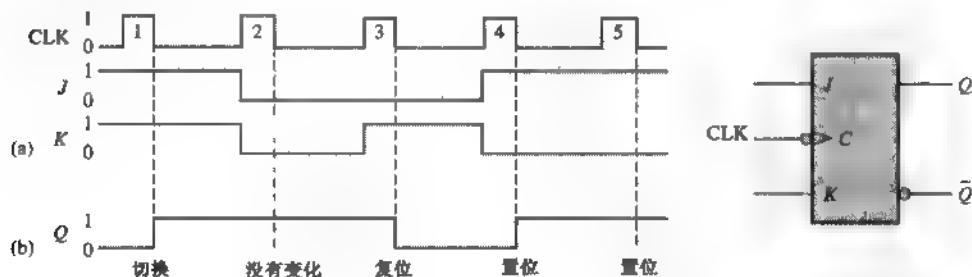 1
CLK 1 2 3 4 5
0
J 1
0
K 1
(a) 0
Q 1
(b) 0
切换 没有变化 复位 置位 置位
J Q
CLK C
K Q̄